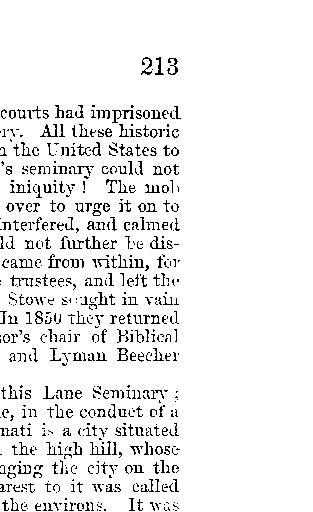 213
courts had imprisoned
ry. All these historic
n the United States to
's seminary could not
iniquity! The mob
over to urge it on to
nterfered, and calmed
ld not further be dis-
came from within, for
trustees, and left the
Stowe sought in vain
In 1850 they returned
sor's chair of Biblical
and Lyman Beecher
this Lane Seminary;
e, in the conduct of a
nati is a city situated
the high hill, whose
nging the city on the
arest to it was called
the environs. It was